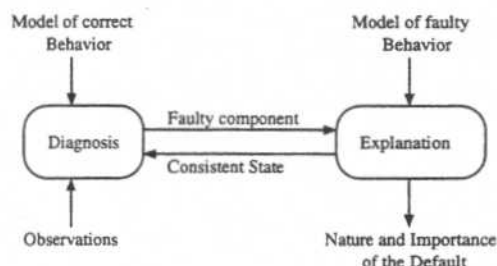 Model of correct
Behavior
Model of faulty
Behavior
Faulty component
Diagnosis
Explanation
Consistent State
Observations
Nature and Importance
of the Default